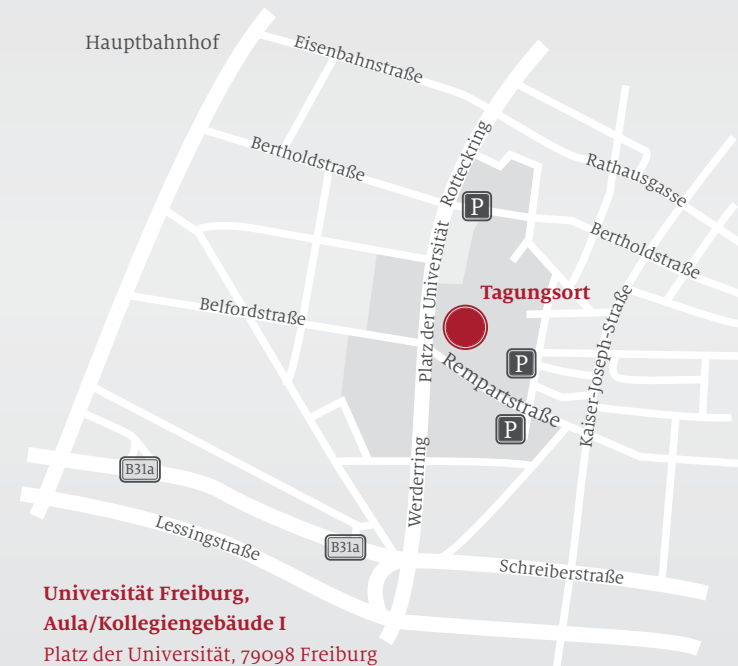 Hauptbahnhof
Eisenbahnstraße
Bertholdstraße
Rotteckring
Rathausgasse
P
Bertholdstraße
Platz der Universität
Tagungsort
Belfordstraße
Kaiser-Joseph-Straße
P
Rempartstraße
P
Werderring
B31a
Lessingstraße
B31a
Schreiberstraße
Universität Freiburg,
Aula/Kollegiengebäude I
Platz der Universität, 79098 Freiburg